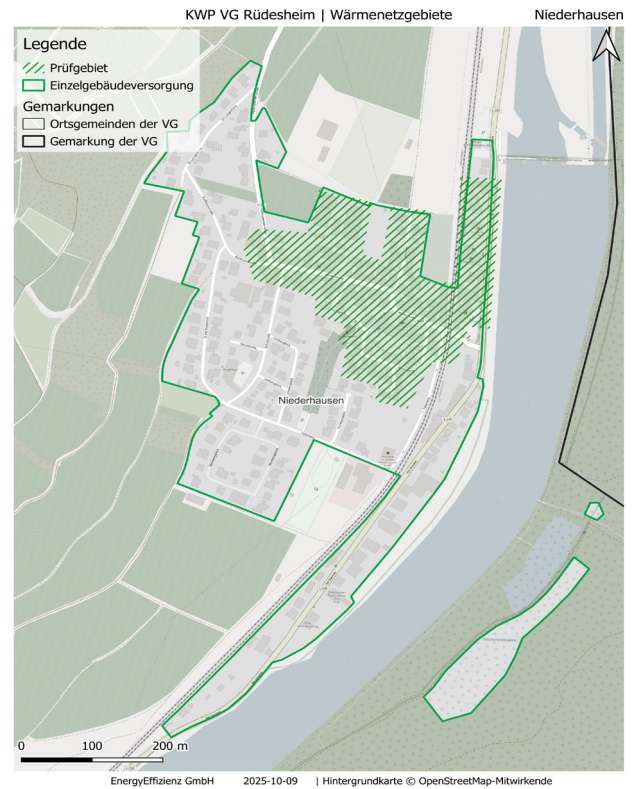 KWP VG Rüdesheim | Wärmenetzgebiete
Niederhausen
Legende
Prüfgebiet
Einzelgebäudeversorgung
Gemarkungen
Ortsgemeinden der VG
Gemarkung der VG
Niederhausen
0 100 200 m
EnergyEffizienz GmbH 2025-10-09 | Hintergrundkarte © OpenStreetMap-Mitwirkende